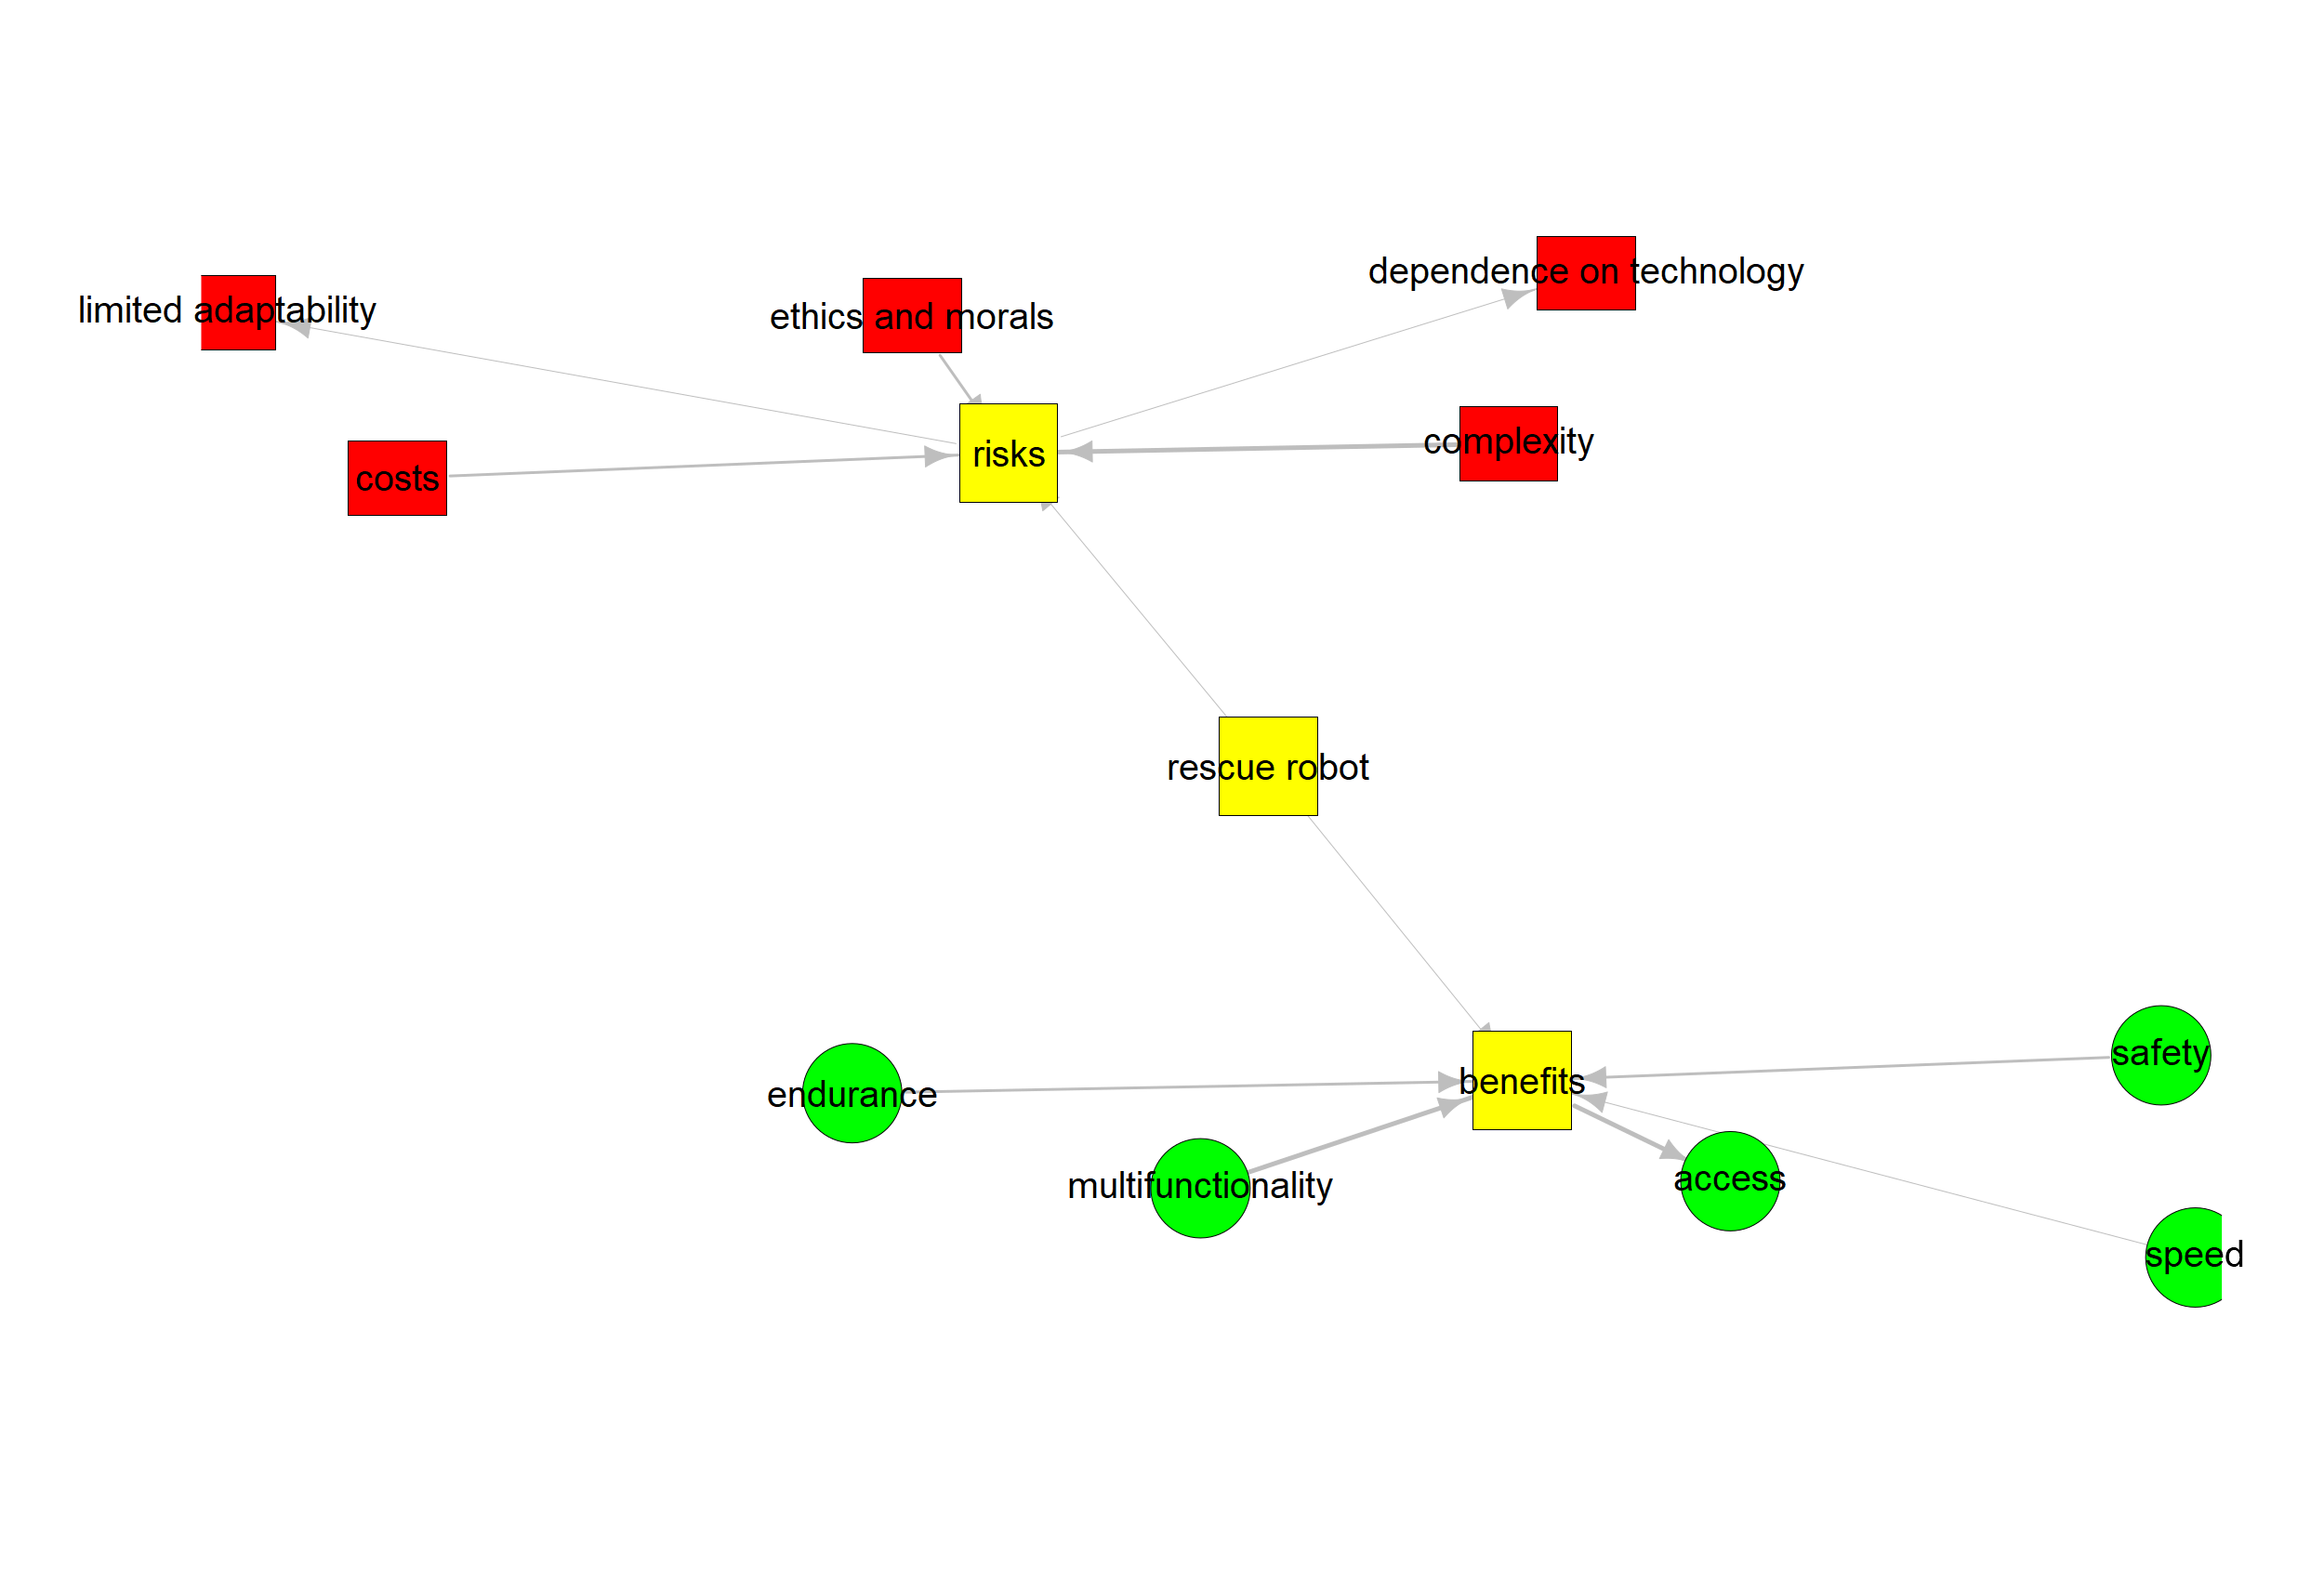 dependence on technology
limited adaptability
ethics and morals
complexity
risks
costs
rescue robot
safety
benefits
endurance
access
multifunctionality
speed